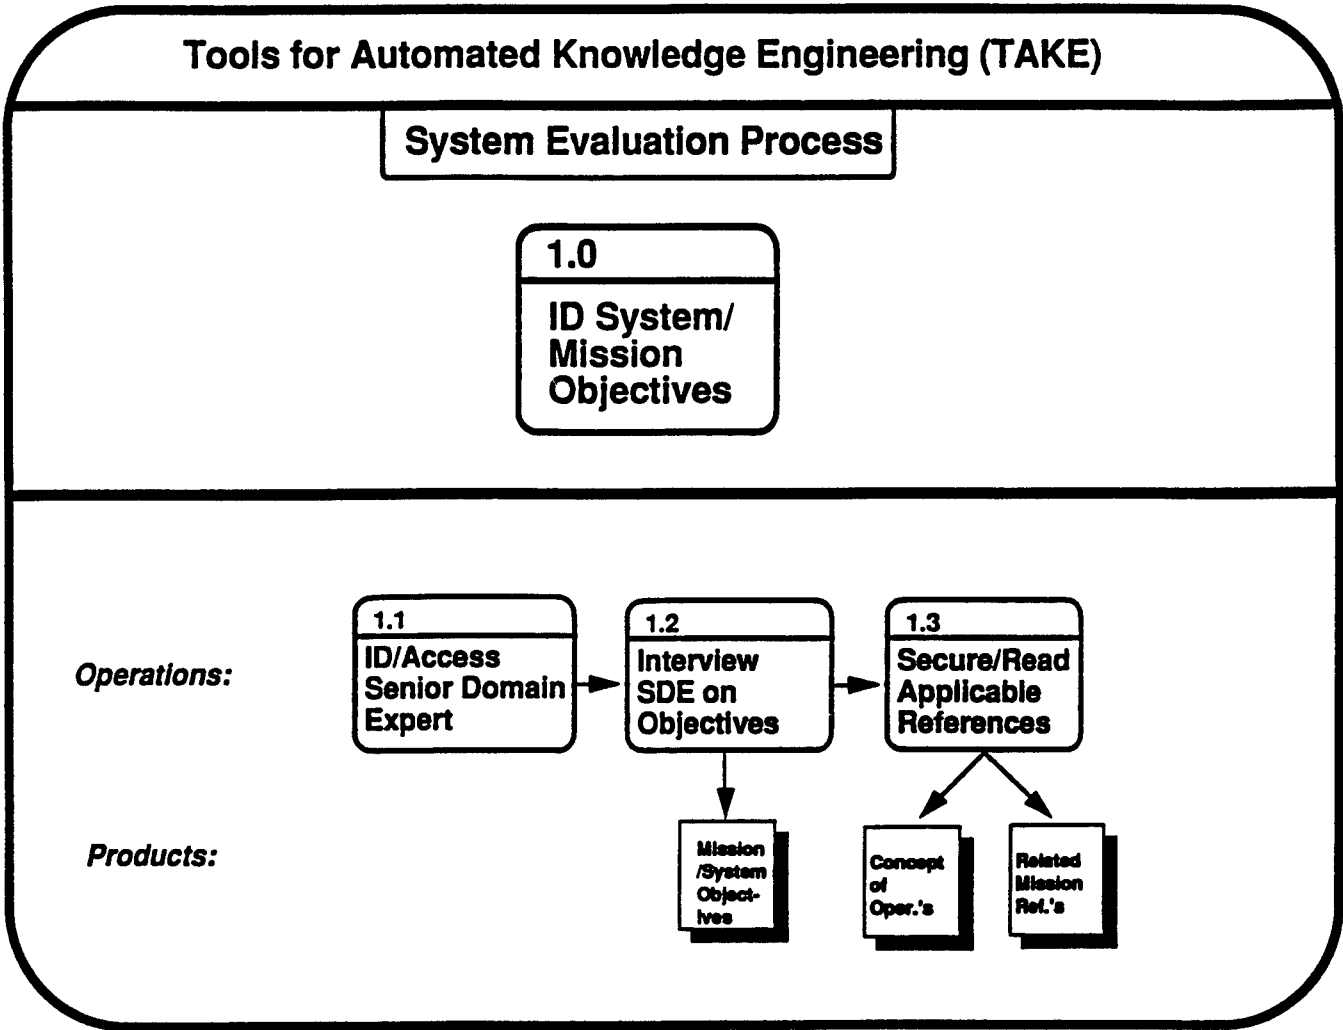 Tools for Automated Knowledge Engineering (TAKE)
System Evaluation Process
1.0
ID System/
Mission
Objectives
Operations:
1.1
ID/Access
Senior Domain
Expert
1.2
Interview
SDE on
Objectives
1.3
Secure/Read
Applicable
References
Products:
Mission
/System
Object-
ives
Concept
of
Oper.'s
Related
Mission
Ref.'s